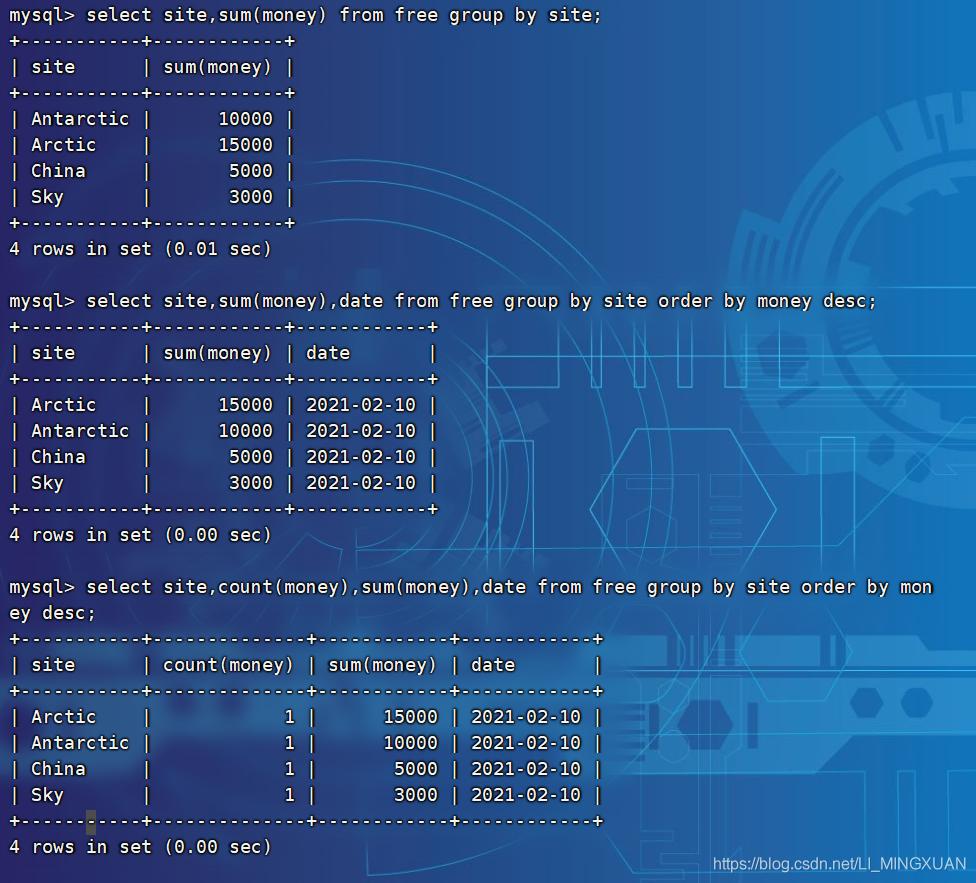 mysql> select site,sum(money) from free group by site;
+-----------+------------+
| site      | sum(money) |
+-----------+------------+
| Antarctic |      10000 |
| Arctic    |      15000 |
| China     |       5000 |
| Sky       |       3000 |
+-----------+------------+
4 rows in set (0.01 sec)
mysql> select site,sum(money),date from free group by site order by money desc;
+-----------+------------+------------+
| site      | sum(money) | date       |
+-----------+------------+------------+
| Arctic    |      15000 | 2021-02-10 |
| Antarctic |      10000 | 2021-02-10 |
| China     |       5000 | 2021-02-10 |
| Sky       |       3000 | 2021-02-10 |
+-----------+------------+------------+
4 rows in set (0.00 sec)
mysql> select site,count(money),sum(money),date from free group by site order by mon
ey desc;
+-----------+--------------+------------+------------+
| site      | count(money) | sum(money) | date       |
+-----------+--------------+------------+------------+
| Arctic    |            1 |      15000 | 2021-02-10 |
| Antarctic |            1 |      10000 | 2021-02-10 |
| China     |            1 |       5000 | 2021-02-10 |
| Sky       |            1 |       3000 | 2021-02-10 |
+-----------+--------------+------------+------------+
4 rows in set (0.00 sec)
https://blog.csdn.net/LI_MINGXUAN